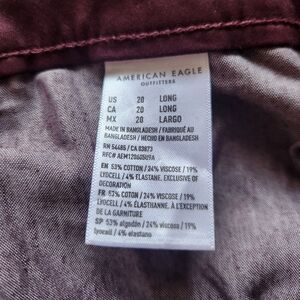 AMERICAN EAGLE
OUTFITTERS
US 20 LONG
CA 20 LONG
MX 20 LARGO
MADE IN BANGLADESH / FABRIQUÉ AU
BANGLADESH / HECHO EN BANGLADESH
RN 54485 / CA 03873
RFC# AEM120605U9A
EN 53% COTTON / 24% VISCOSE / 19%
LYOCELL / 4% ELASTANE, EXCLUSIVE OF
DECORATION
FR 53% COTON / 24% VISCOSE / 19%
LYOCELL / 4% ÉLASTHANNE, À L'EXCEPTION
DE LA GARNITURE
SP 53% algodón / 24% viscosa / 19%
lyocell / 4% elastano